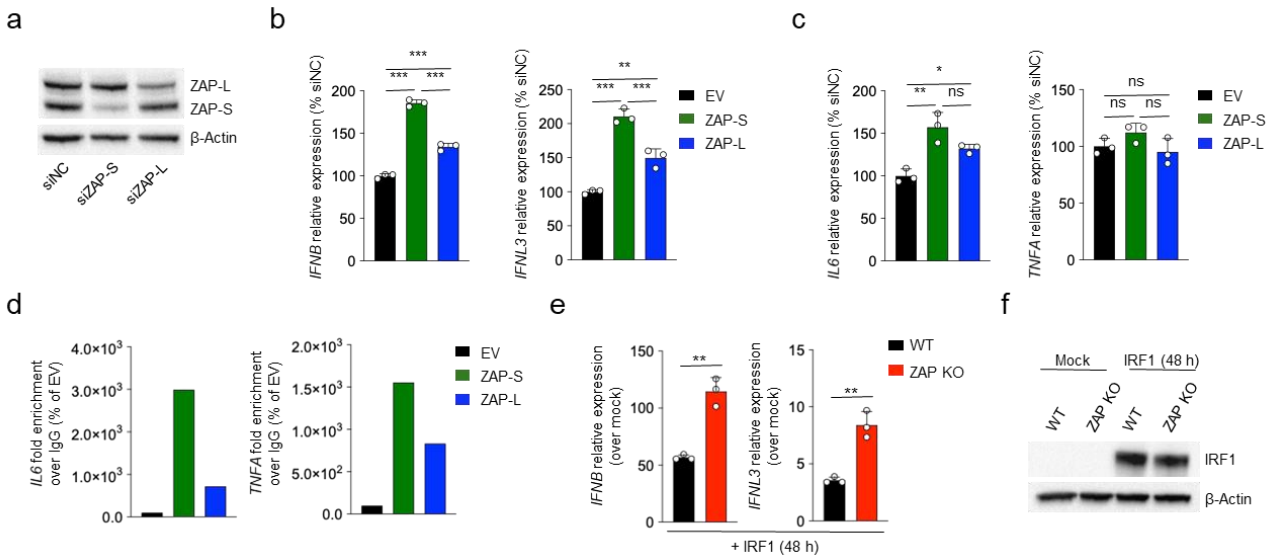 a
ZAP-L
ZAP-S
β-Actin
siNC
siZAP-S
siZAP-L
b
IFNB relative expression (% siNC)
200
150
100
50
0
***
***
***
IFNL3 relative expression (% siNC)
250
200
150
100
50
0
**
***
***
EV
ZAP-S
ZAP-L
c
IL6 relative expression (% siNC)
200
150
100
50
0
*
**
ns
TNFA relative expression (% siNC)
150
100
50
0
ns
ns
ns
EV
ZAP-S
ZAP-L
d
IL6 fold enrichment
over IgG (% of EV)
4.0×10³
3.0×10³
2.0×10³
1.0×10³
0.0
TNFA fold enrichment
over IgG (% of EV)
2.0×10³
1.5×10³
1.0×10³
5.0×10²
0.0
EV
ZAP-S
ZAP-L
e
IFNB relative expression
(over mock)
150
100
50
0
**
IFNL3 relative expression
(over mock)
15
10
5
0
**
WT
ZAP KO
+ IRF1 (48 h)
f
Mock
IRF1 (48 h)
WT
ZAP KO
WT
ZAP KO
IRF1
β-Actin